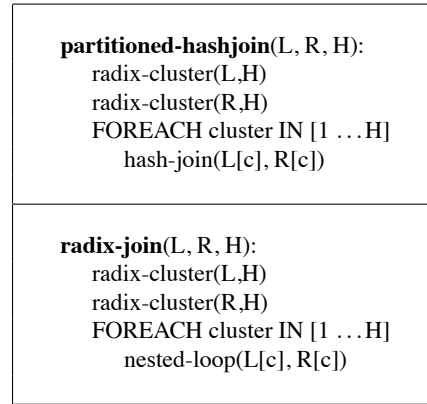 partitioned-hashjoin(L, R, H):
radix-cluster(L,H)
radix-cluster(R,H)
FOREACH cluster IN [1 ...H]
hash-join(L[c], R[c])
radix-join(L, R, H):
radix-cluster(L,H)
radix-cluster(R,H)
FOREACH cluster IN [1 ...H]
nested-loop(L[c], R[c])